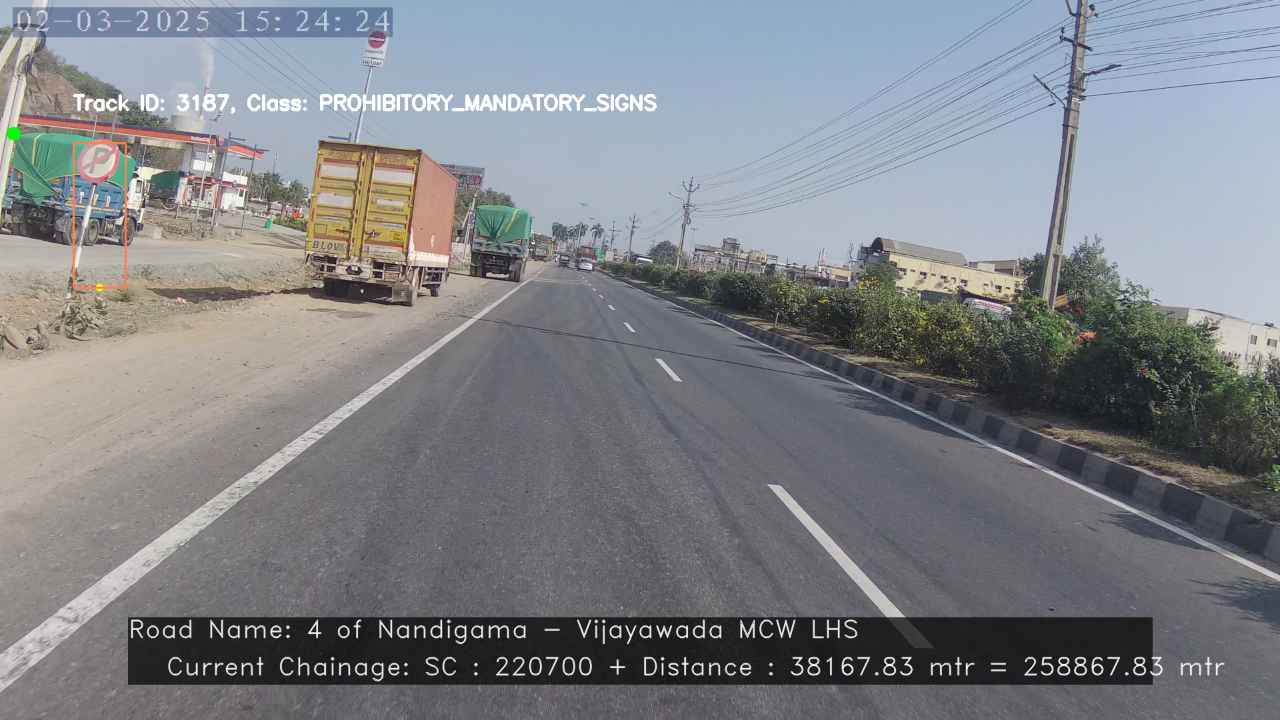 02-03-2025 15:24:24
Track ID: 3187, Class: PROHIBITORY_MANDATORY_SIGNS
P
Road Name: 4 of Nandigama - Vijayawada MCW LHS
Current Chainage: SC : 220700 + Distance : 38167.83 mtr = 258867.83 mtr